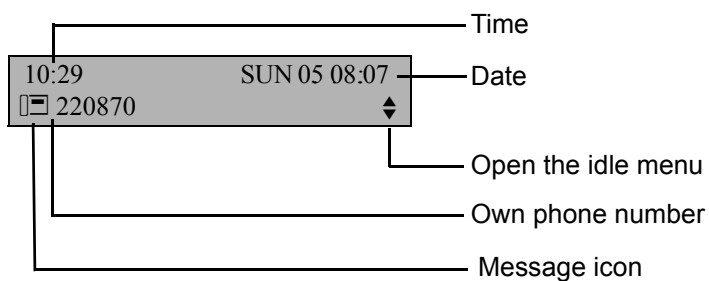 Time
10:29 SUN 05 08:07 Date
220870
Open the idle menu
Own phone number
Message icon